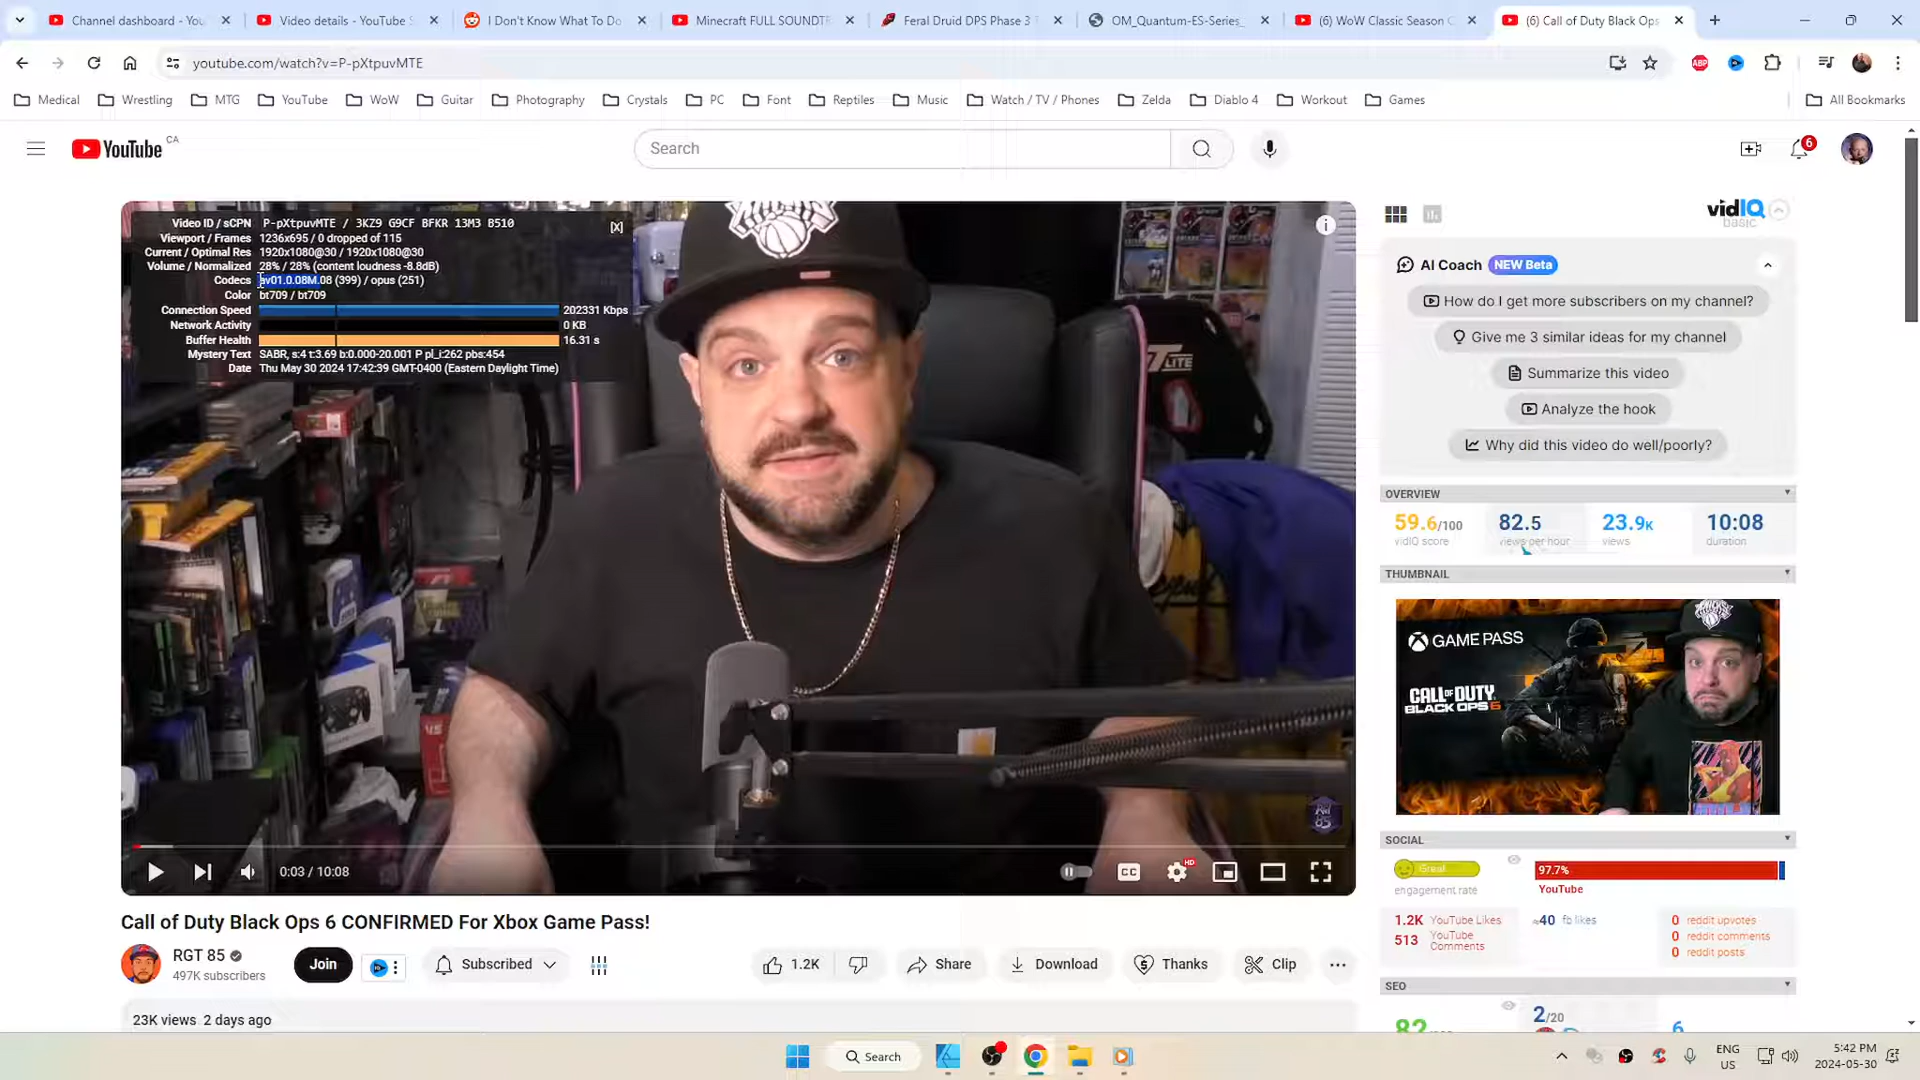 Channel dashboard - You
Video details - YouTube S
I Don't Know What To Do
Minecraft FULL SOUNDTR
Feral Druid DPS Phase 3
OM_Quantum-ES-Series_
(6) WoW Classic Season O
(6) Call of Duty Black Ops
youtube.com/watch?v=P-pXtpuvMTE
ABP
Medical
Wrestling
MTG
YouTube
WoW
Guitar
Photography
Crystals
PC
Font
Reptiles
Music
Watch / TV / Phones
Zelda
Diablo 4
Workout
Games
All Bookmarks
YouTube CA
Search
6
Video ID / sCPN P-pXtpuvMTE / 3KZ9 G9CF BFKR 13M3 B510 [X]
Viewport / Frames 1236x695 / 0 dropped of 115
Current / Optimal Res 1920x1080@30 / 1920x1080@30
Volume / Normalized 28% / 28% (content loudness -8.8dB)
Codecs av01.0.08M.08 (399) / opus (251)
Color bt709 / bt709
Connection Speed 202331 Kbps
Network Activity 0 KB
Buffer Health 16.31 s
Mystery Text SABR, s:4 t:3.69 b:0.000-20.001 P pl_i:262 pbs:454
Date Thu May 30 2024 17:42:39 GMT-0400 (Eastern Daylight Time)
T-LITE
RGT 85
0:03 / 10:08
CC
HD
Call of Duty Black Ops 6 CONFIRMED For Xbox Game Pass!
RGT 85
497K subscribers
Join
Subscribed
1.2K
Share
Download
Thanks
Clip
23K views 2 days ago
vidIQ
basic
AI Coach NEW Beta
How do I get more subscribers on my channel?
Give me 3 similar ideas for my channel
Summarize this video
Analyze the hook
Why did this video do well/poorly?
OVERVIEW
59.6/100
vidIQ score
82.5
views per hour
23.9K
views
10:08
duration
THUMBNAIL
GAME PASS
CALL OF DUTY
BLACK OPS 6
SOCIAL
Great
engagement rate
97.7%
YouTube
1.2K YouTube Likes
513 YouTube Comments
≈40 fb likes
0 reddit upvotes
0 reddit comments
0 reddit posts
SEO
82
2/20
6
Search
ENG
US
5:42 PM
2024-05-30